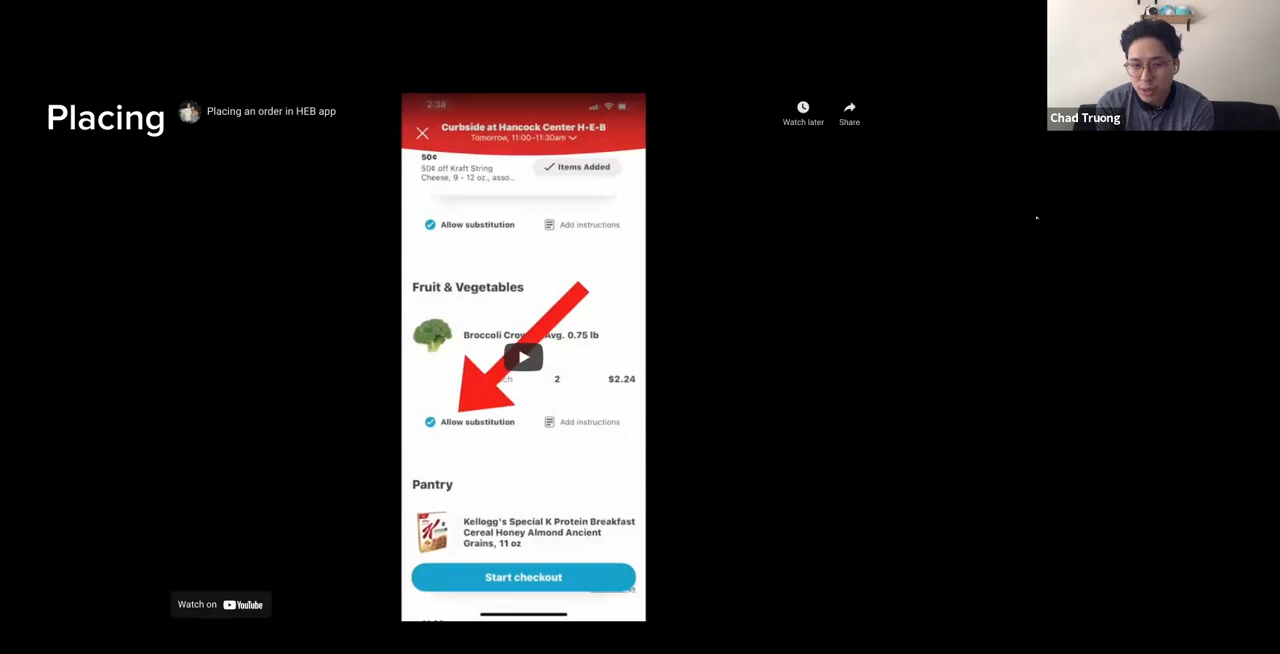 Placing
Placing an order in HEB app
Watch later
Share
Chad Truong
2:38
Curbside at Hancock Center H-E-B
Tomorrow, 11:00-11:30am
50¢
50¢ off Kraft String
Cheese, 9 - 12 oz., asso...
Items Added
Allow substitution
Add instructions
Fruit & Vegetables
Broccoli Avg. 0.75 lb
2
$2.24
Allow substitution
Add instructions
Pantry
Kellogg's Special K Protein Breakfast
Cereal Honey Almond Ancient
Grains, 11 oz
Start checkout
Watch on YouTube